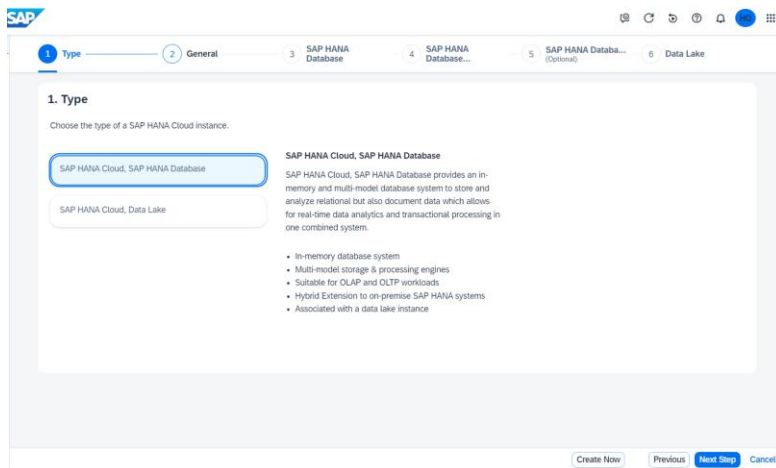 SAP
HO
1 Type
2 General
3 SAP HANA
Database
4 SAP HANA
Database...
5 SAP HANA Databa...
(Optional)
6 Data Lake
1. Type
Choose the type of a SAP HANA Cloud instance.
SAP HANA Cloud, SAP HANA Database
SAP HANA Cloud, Data Lake
SAP HANA Cloud, SAP HANA Database
SAP HANA Cloud, SAP HANA Database provides an in-
memory and multi-model database system to store and
analyze relational but also document data which allows
for real-time data analytics and transactional processing in
one combined system.
• In-memory database system
• Multi-model storage & processing engines
• Suitable for OLAP and OLTP workloads
• Hybrid Extension to on-premise SAP HANA systems
• Associated with a data lake instance
Create Now
Previous
Next Step
Cancel